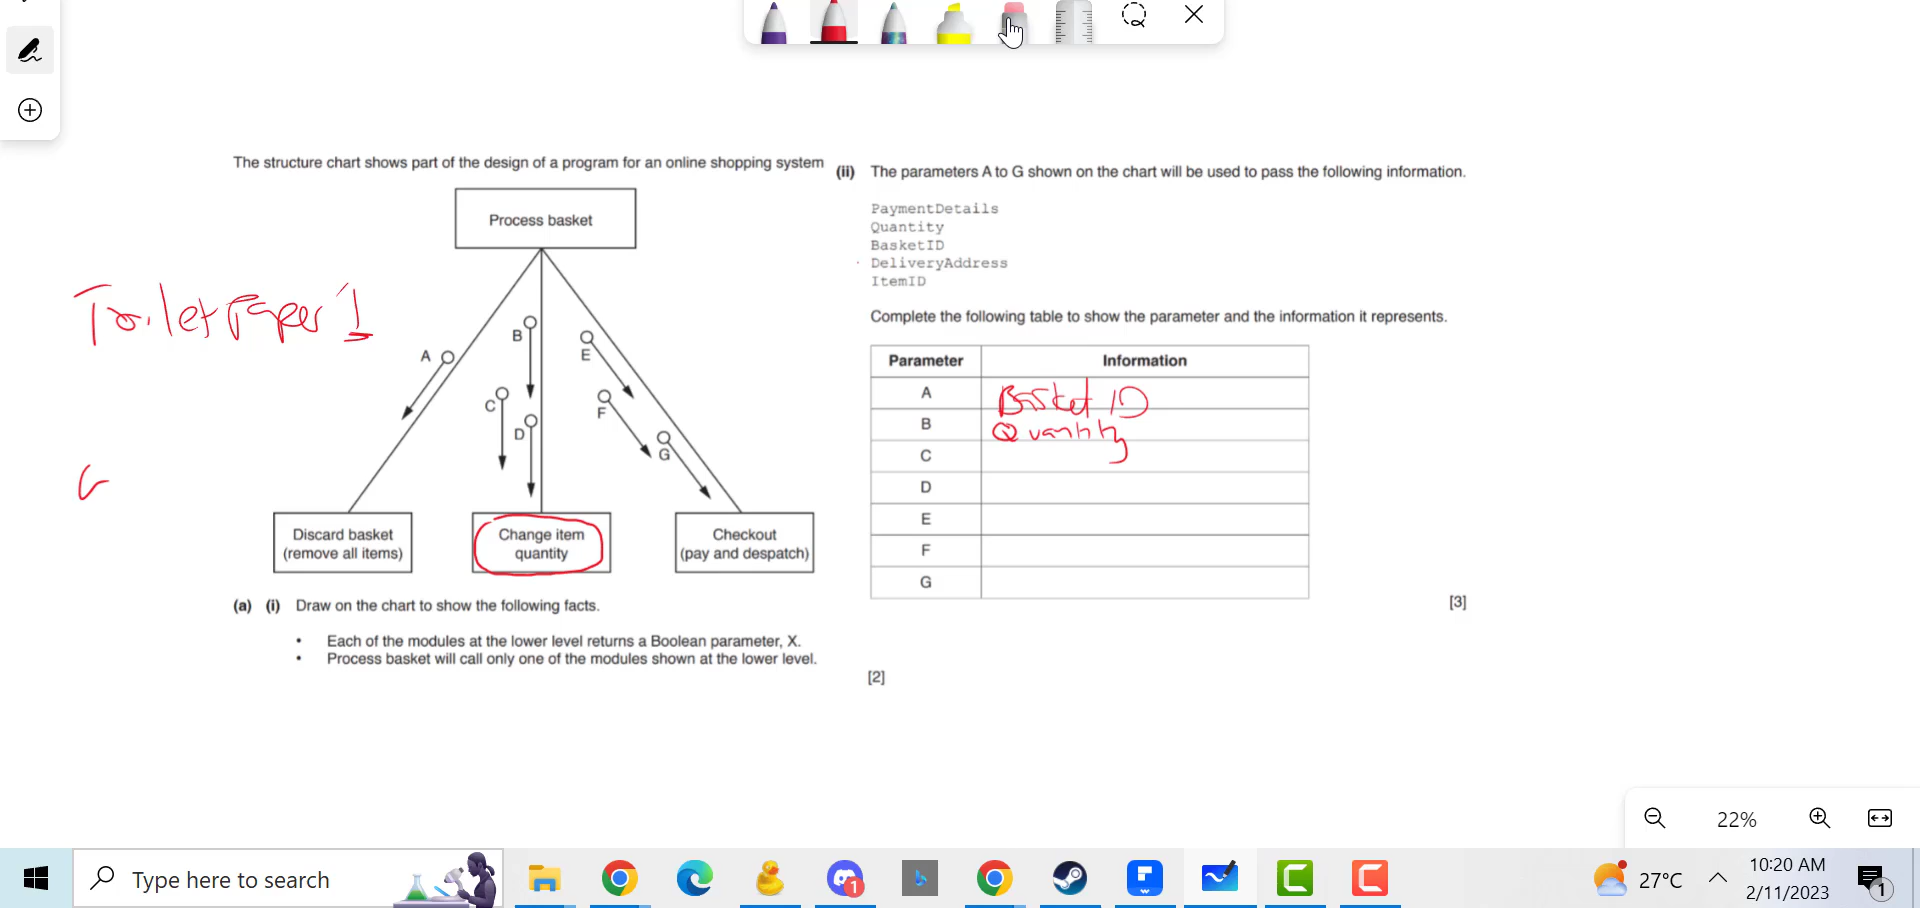 The structure chart shows part of the design of a program for an online shopping system
Process basket
Toilet Paper 1
A
B
C
D
E
F
G
G
Discard basket
(remove all items)
Change item
quantity
Checkout
(pay and despatch)
(a) (i) Draw on the chart to show the following facts.
• Each of the modules at the lower level returns a Boolean parameter, X.
• Process basket will call only one of the modules shown at the lower level.
[2]
(ii) The parameters A to G shown on the chart will be used to pass the following information.
PaymentDetails
Quantity
BasketID
DeliveryAddress
ItemID
Complete the following table to show the parameter and the information it represents.
Parameter Information
A Basket ID
B Quantity
C
D
E
F
G
[3]
22%
Type here to search
1
27°C
10:20 AM
2/11/2023
1